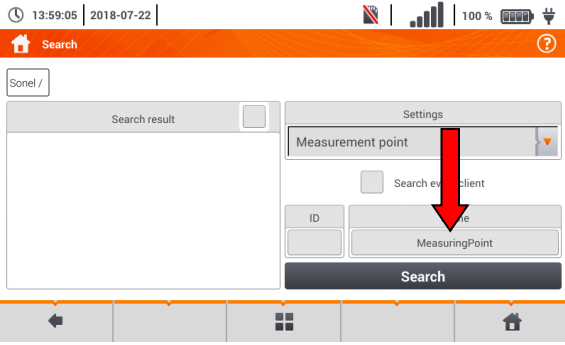 13:59:05 2018-07-22 100 %
Search
Sonel /
Search result
Settings
Measurement point
Search client
ID
MeasuringPoint
Search